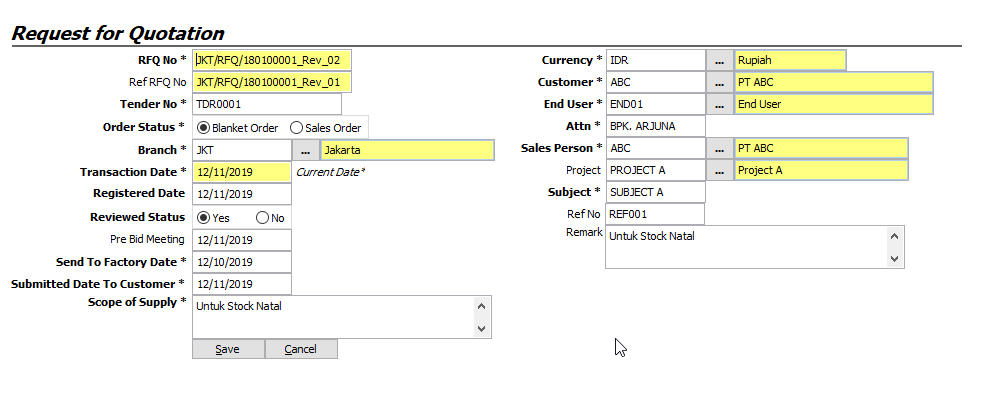 Request for Quotation
RFQ No * JKT/RFQ/180100001_Rev_02
Ref RFQ No JKT/RFQ/180100001_Rev_01
Tender No * TDR0001
Order Status * Blanket Order Sales Order
Branch * JKT ... Jakarta
Transaction Date * 12/11/2019 Current Date*
Registered Date 12/11/2019
Reviewed Status Yes No
Pre Bid Meeting 12/11/2019
Send To Factory Date * 12/10/2019
Submitted Date To Customer * 12/11/2019
Scope of Supply * Untuk Stock Natal
Save Cancel
Currency * IDR ... Rupiah
Customer * ABC ... PT ABC
End User * END01 ... End User
Attn * BPK. ARJUNA
Sales Person * ABC ... PT ABC
Project PROJECT A ... Project A
Subject * SUBJECT A
Ref No REF001
Remark Untuk Stock Natal